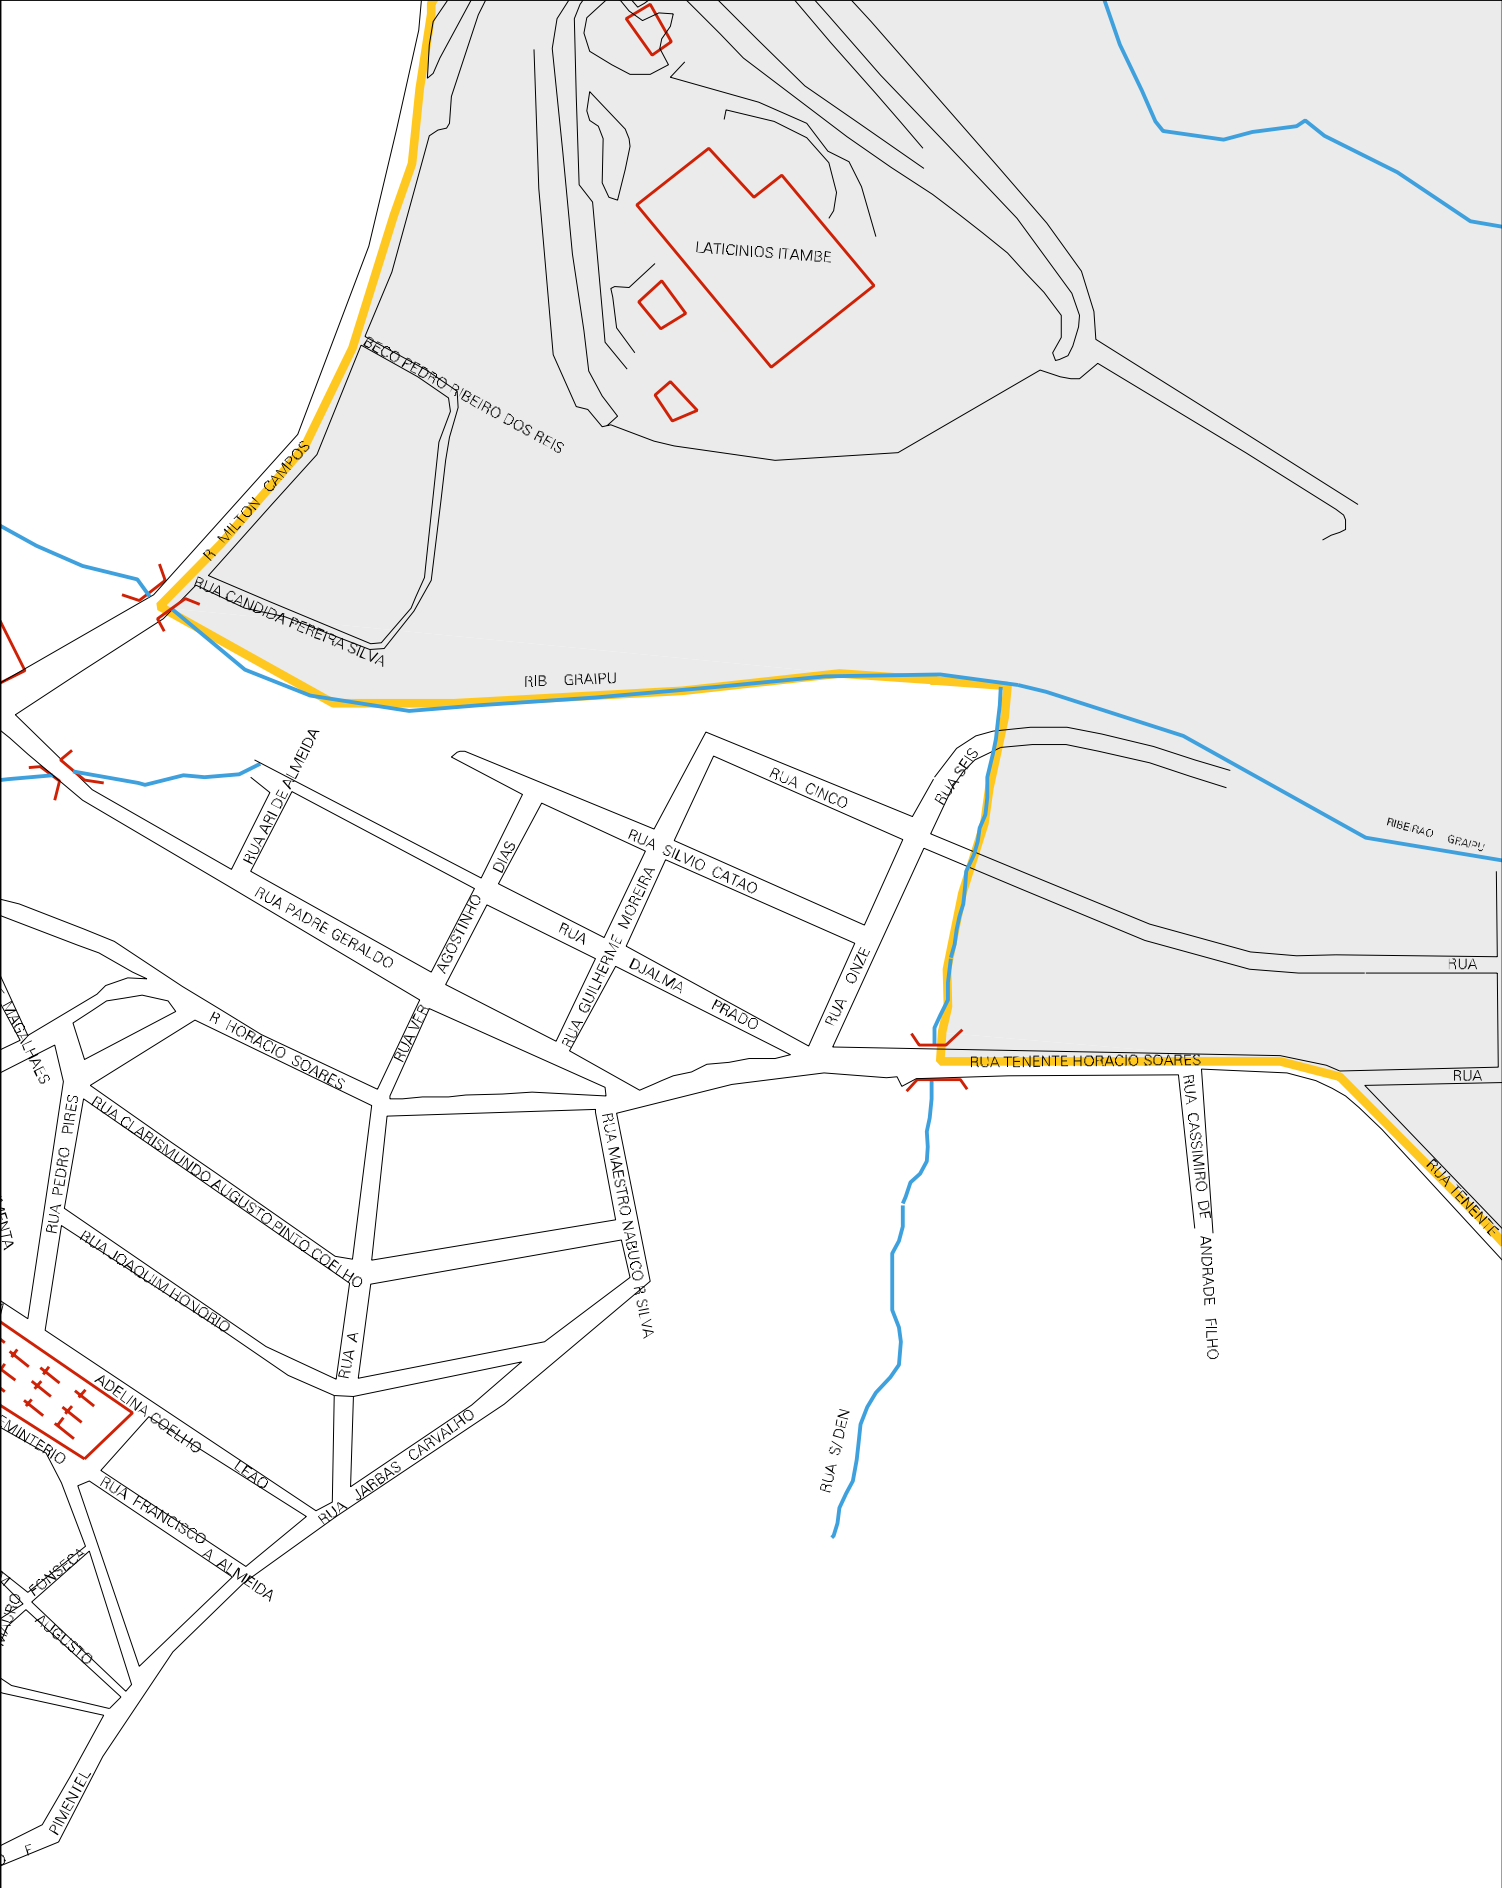 LATICINIOS ITAMBE
BECO PEDRO RIBEIRO DOS REIS
R MILTON CAMPOS
RUA CANDIDA PEREIRA SILVA
RIB GRAIPU
RUA ARI DE ALMEIDA
RUA CINCO
RUA SEIS
RIBEIRAO GRAIPU
RUA SILVIO CATAO
DIAS
AGOSTINHO
RUA VER
RUA PADRE GERALDO
RUA GUILHERME MOREIRA
RUA DJALMA PRADO
RUA ONZE
RUA
R HORACIO SOARES
MAGALHAES
RUA TENENTE HORACIO SOARES
RUA
RUA PEDRO PIRES
RUA CLARISMUNDO AUGUSTO PINTO COELHO
RUA MAESTRO NABUCO R SILVA
RUA CASSIMIRO DE ANDRADE FILHO
RUA TENENTE
MENTA
RUA JOAQUIM HONORIO
RUA A
ADELINA COELHO LEAO
EMINTERIO
RUA JARBAS CARVALHO
RUA S/DEN
RUA FRANCISCO A ALMEIDA
FONSECA
AUGUSTO
PIMENTEL
F